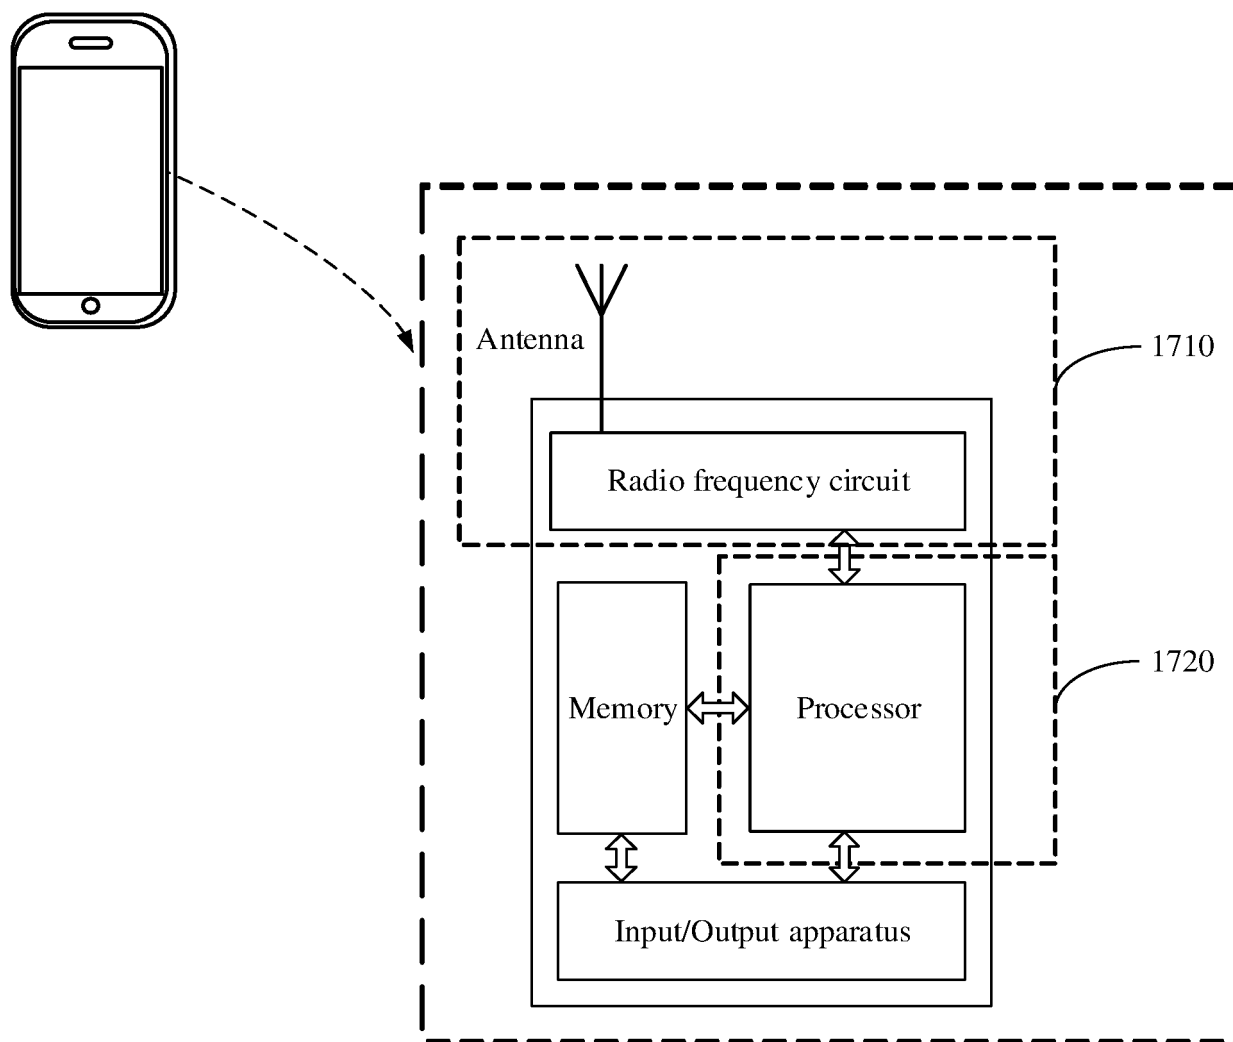 Antenna
1710
Radio frequency circuit
1720
Memory
Processor
Input/Output apparatus